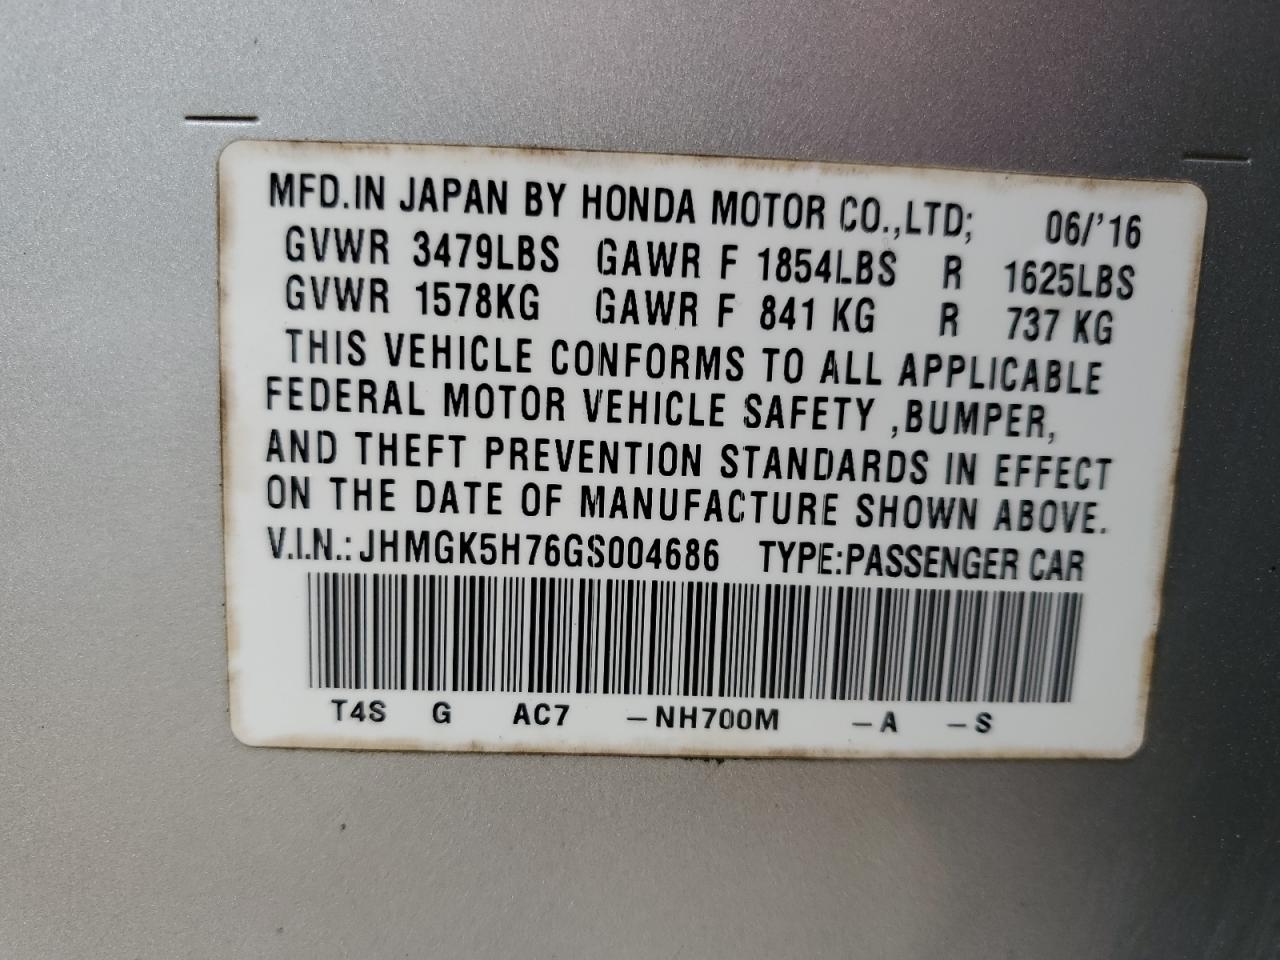 MFD.IN JAPAN BY HONDA MOTOR CO.,LTD; 06/'16
GVWR 3479LBS GAWR F 1854LBS R 1625LBS
GVWR 1578KG GAWR F 841 KG R 737 KG
THIS VEHICLE CONFORMS TO ALL APPLICABLE
FEDERAL MOTOR VEHICLE SAFETY ,BUMPER,
AND THEFT PREVENTION STANDARDS IN EFFECT
ON THE DATE OF MANUFACTURE SHOWN ABOVE.
V.I.N.: JHMGK5H76GS004686 TYPE:PASSENGER CAR
T4S G AC7 –NH700M –A –S